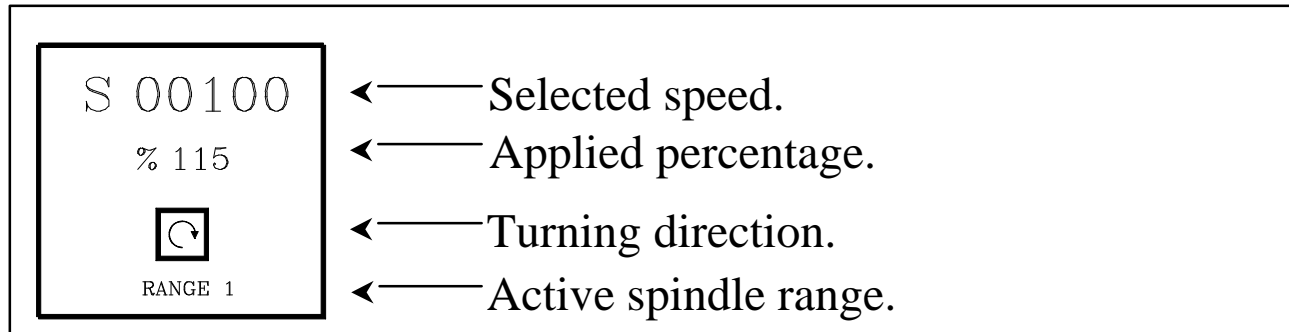 S 00100 Selected speed.
% 115 Applied percentage.
Turning direction.
RANGE 1 Active spindle range.